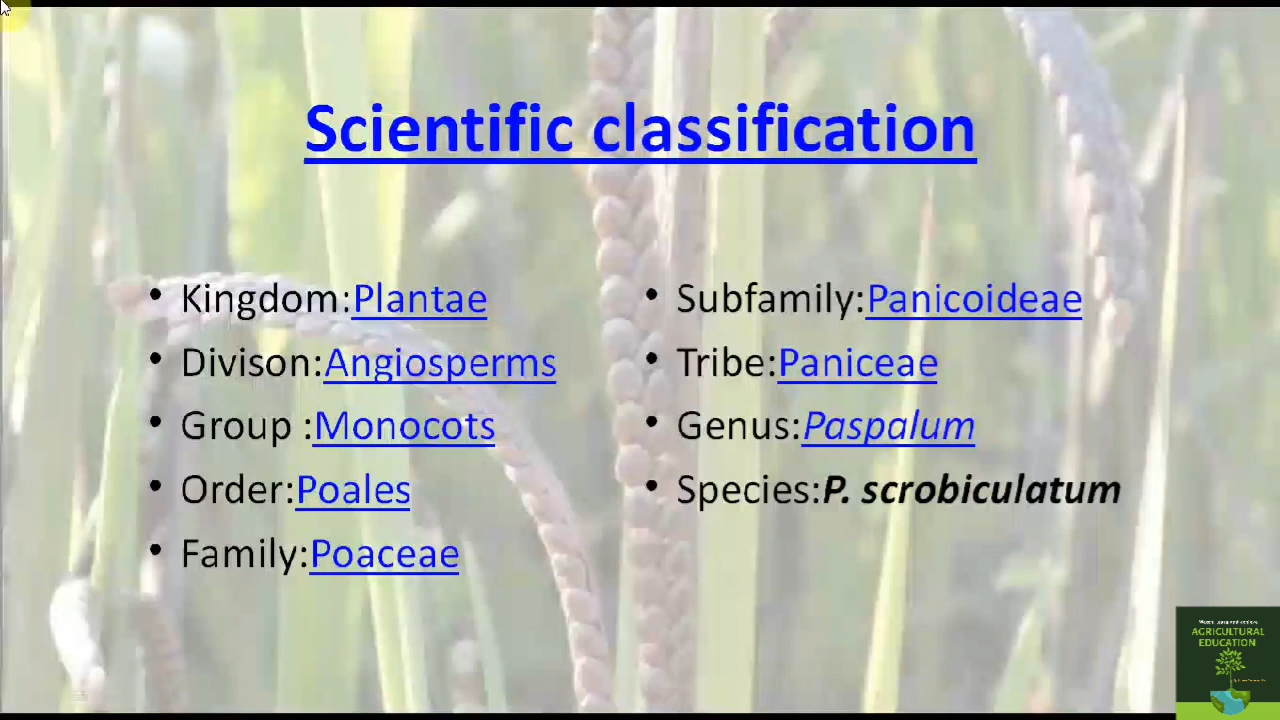 Scientific classification
Kingdom:Plantae
Divison:Angiosperms
Group :Monocots
Order:Poales
Family:Poaceae
Subfamily:Panicoideae
Tribe:Paniceae
Genus:Paspalum
Species:P. scrobiculatum
AGRICULTURAL
EDUCATION